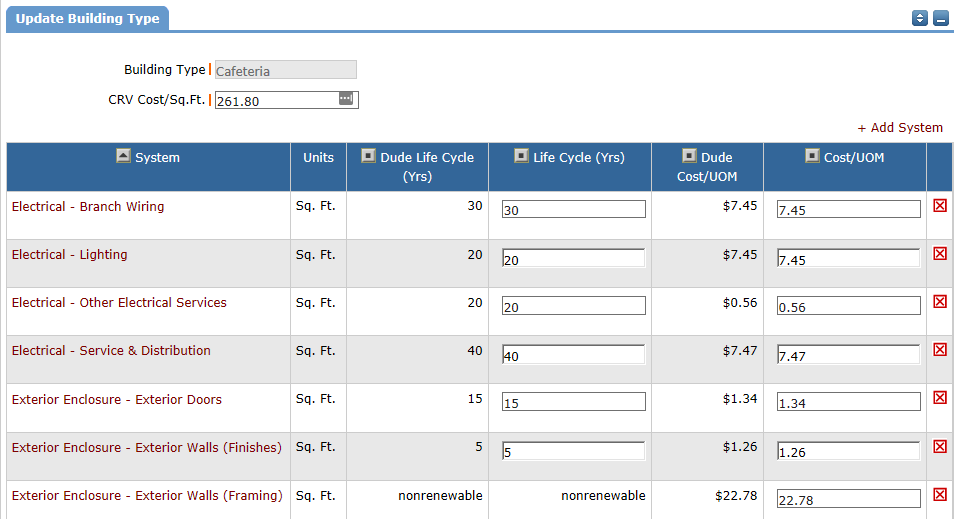 Update Building Type
Building Type Cafeteria
CRV Cost/Sq.Ft. 261.80
+ Add System
System Units Dude Life Cycle (Yrs) Life Cycle (Yrs) Dude Cost/UOM Cost/UOM
Electrical - Branch Wiring Sq. Ft. 30 30 $7.45 7.45
Electrical - Lighting Sq. Ft. 20 20 $7.45 7.45
Electrical - Other Electrical Services Sq. Ft. 20 20 $0.56 0.56
Electrical - Service & Distribution Sq. Ft. 40 40 $7.47 7.47
Exterior Enclosure - Exterior Doors Sq. Ft. 15 15 $1.34 1.34
Exterior Enclosure - Exterior Walls (Finishes) Sq. Ft. 5 5 $1.26 1.26
Exterior Enclosure - Exterior Walls (Framing) Sq. Ft. nonrenewable nonrenewable $22.78 22.78